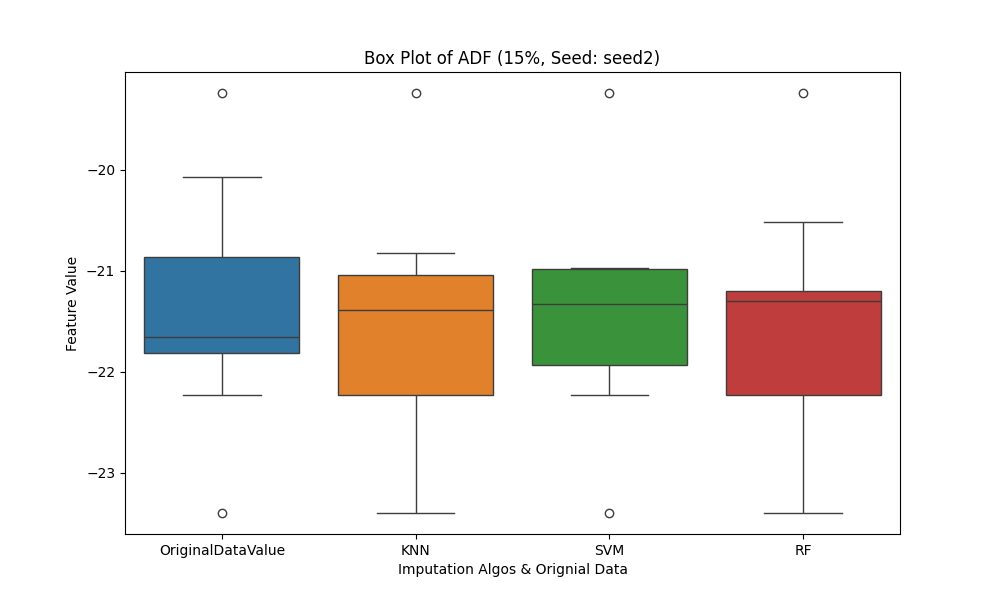 Box Plot of ADF (15%, Seed: seed2)
−20
−21
−22
−23
Feature Value
OriginalDataValue
KNN
SVM
RF
Imputation Algos & Orignial Data